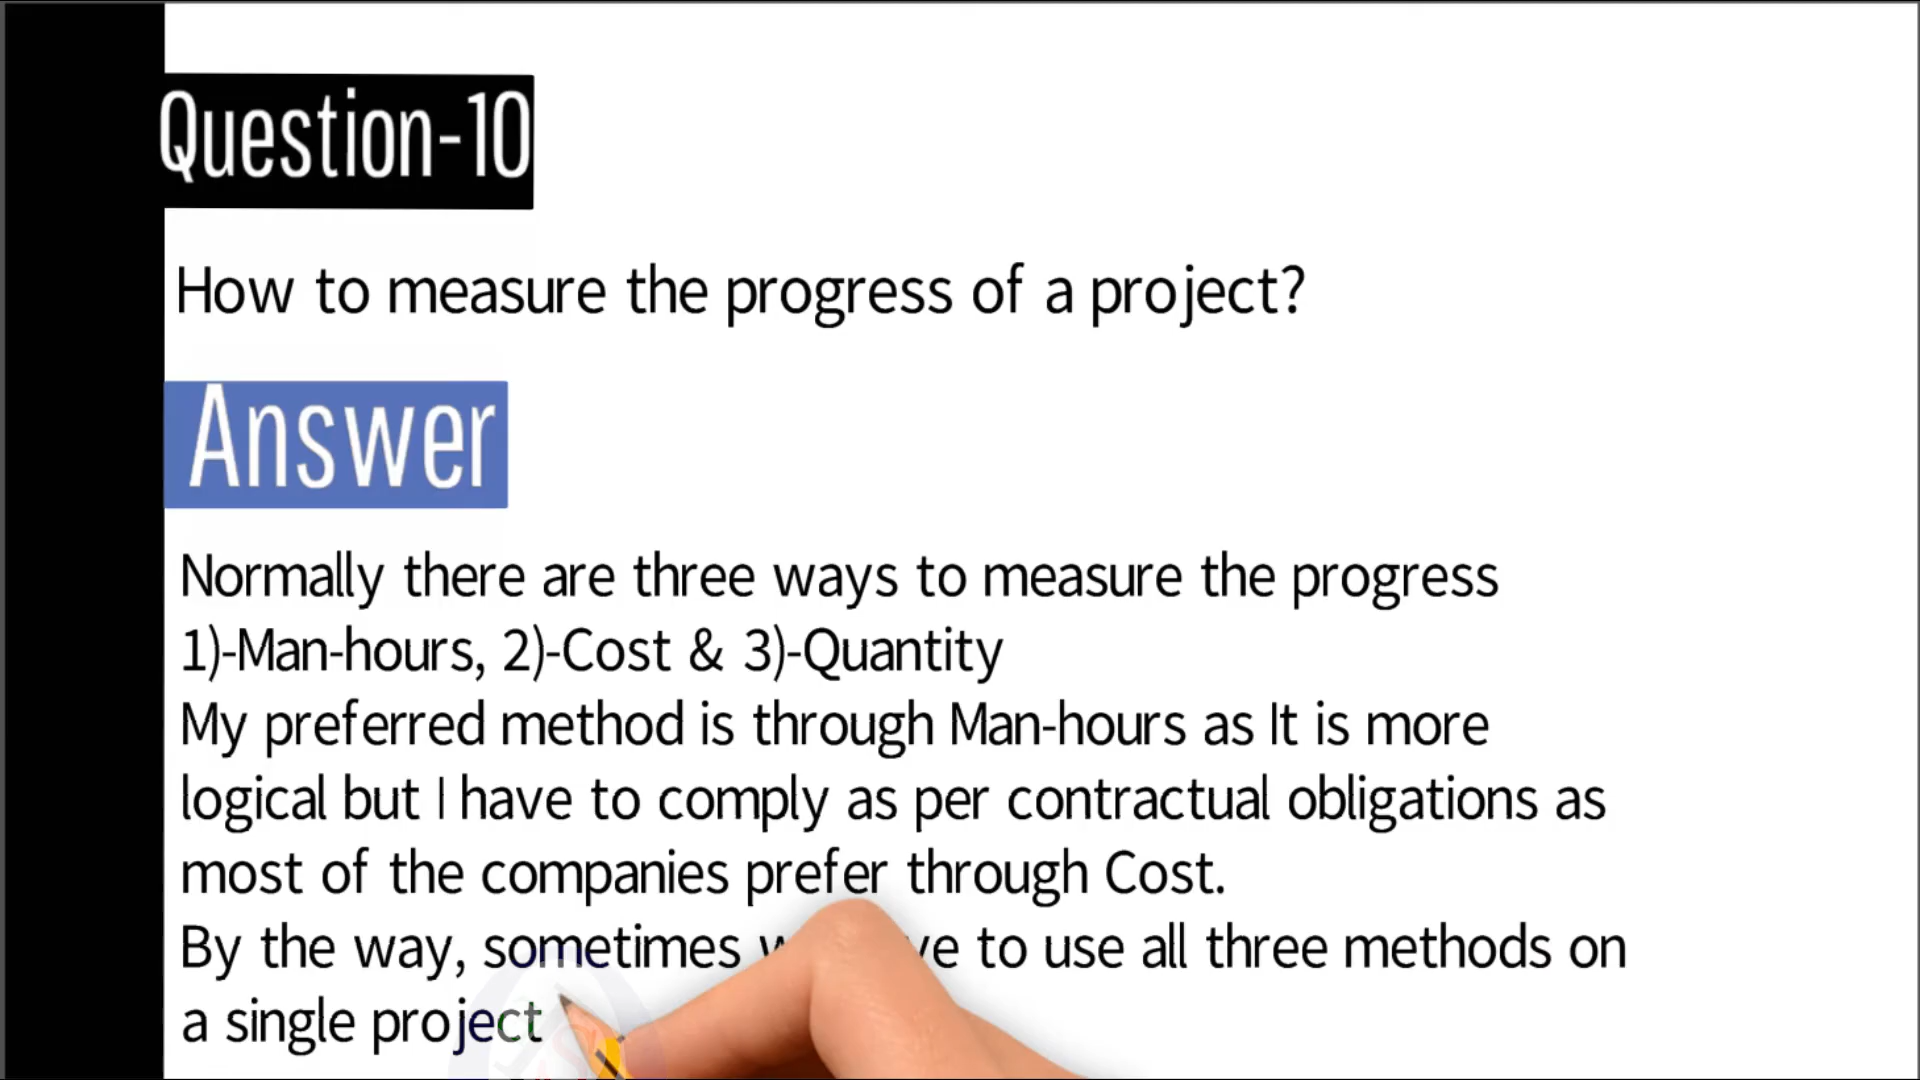 Question-10
How to measure the progress of a project?
Answer
Normally there are three ways to measure the progress
1)-Man-hours, 2)-Cost & 3)-Quantity
My preferred method is through Man-hours as It is more
logical but I have to comply as per contractual obligations as
most of the companies prefer through Cost.
By the way, sometimes to use all three methods on
a single project